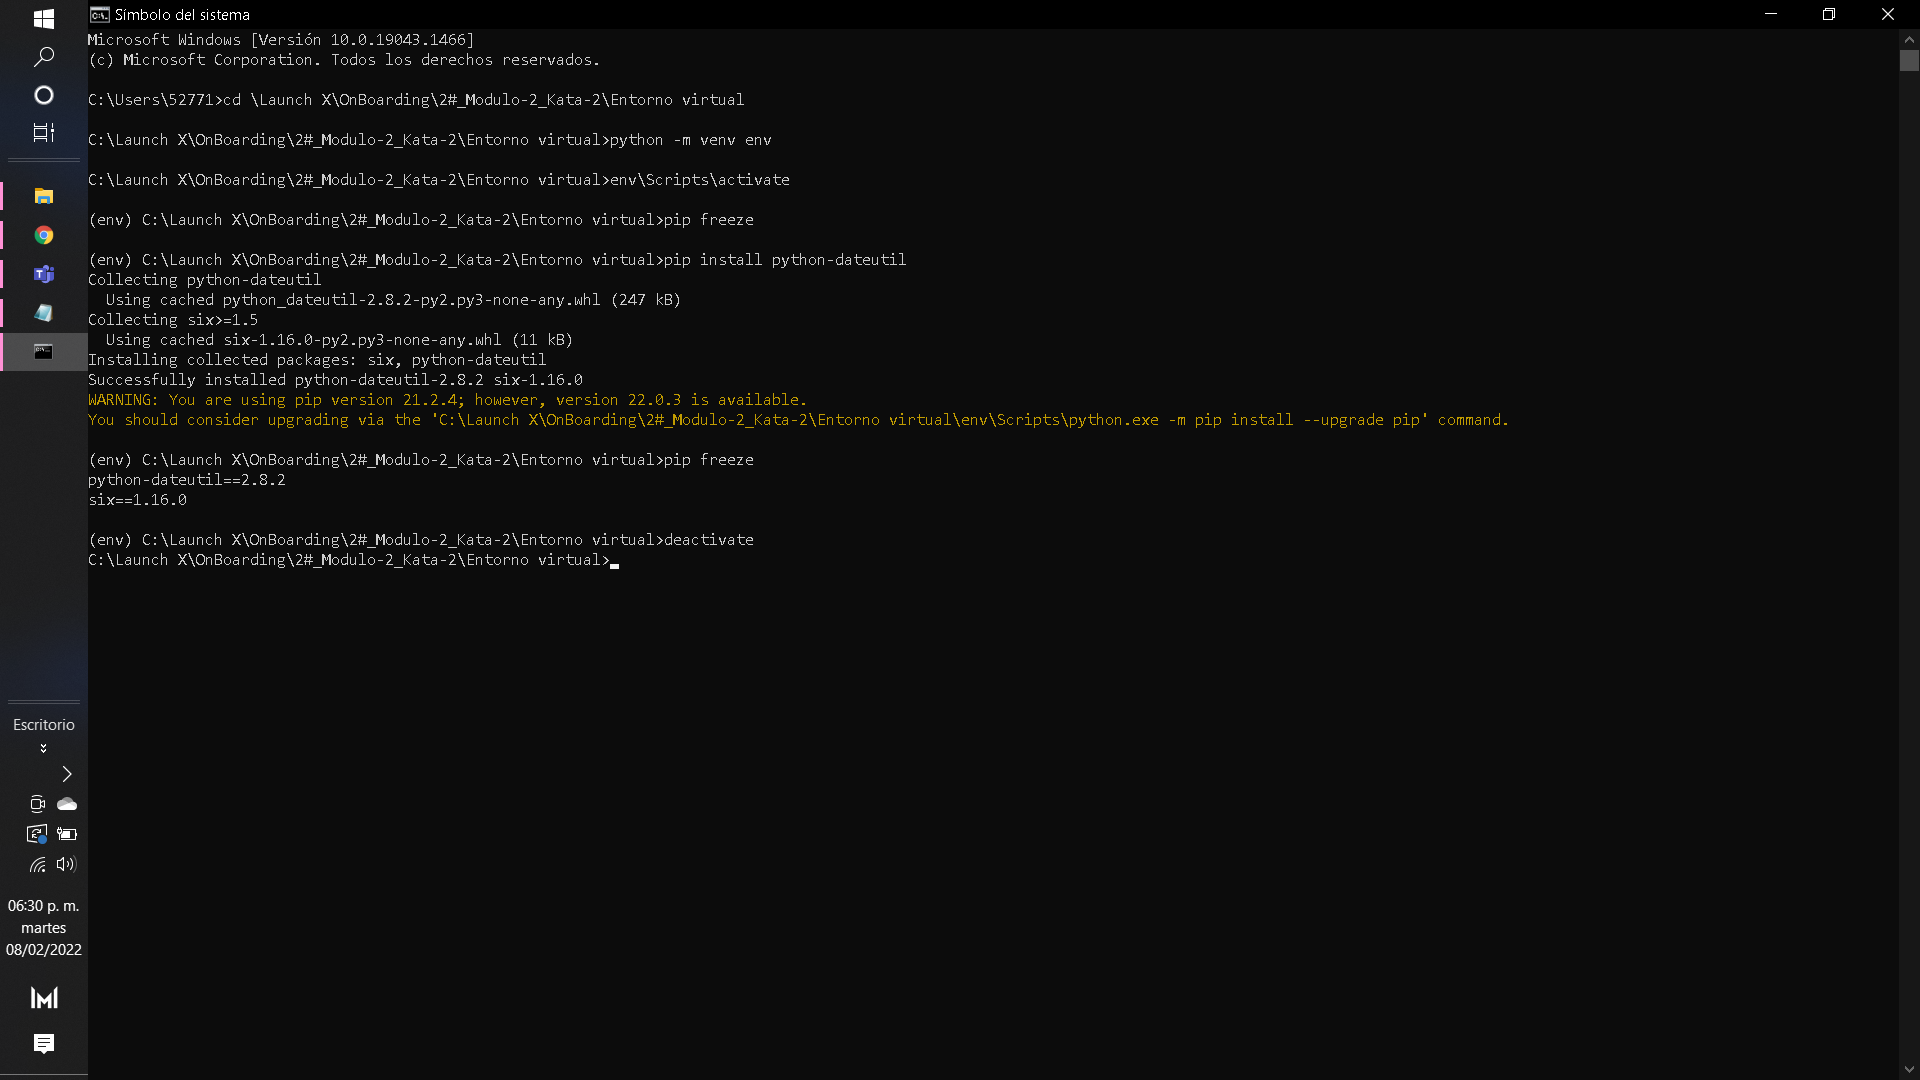 Símbolo del sistema
Microsoft Windows [Versión 10.0.19043.1466]
(c) Microsoft Corporation. Todos los derechos reservados.
C:\Users\52771>cd \Launch X\OnBoarding\2#_Modulo-2_Kata-2\Entorno virtual
C:\Launch X\OnBoarding\2#_Modulo-2_Kata-2\Entorno virtual>python -m venv env
C:\Launch X\OnBoarding\2#_Modulo-2_Kata-2\Entorno virtual>env\Scripts\activate
(env) C:\Launch X\OnBoarding\2#_Modulo-2_Kata-2\Entorno virtual>pip freeze
(env) C:\Launch X\OnBoarding\2#_Modulo-2_Kata-2\Entorno virtual>pip install python-dateutil
Collecting python-dateutil
  Using cached python_dateutil-2.8.2-py2.py3-none-any.whl (247 kB)
Collecting six>=1.5
  Using cached six-1.16.0-py2.py3-none-any.whl (11 kB)
Installing collected packages: six, python-dateutil
Successfully installed python-dateutil-2.8.2 six-1.16.0
WARNING: You are using pip version 21.2.4; however, version 22.0.3 is available.
You should consider upgrading via the 'C:\Launch X\OnBoarding\2#_Modulo-2_Kata-2\Entorno virtual\env\Scripts\python.exe -m pip install --upgrade pip' command.
(env) C:\Launch X\OnBoarding\2#_Modulo-2_Kata-2\Entorno virtual>pip freeze
python-dateutil==2.8.2
six==1.16.0
(env) C:\Launch X\OnBoarding\2#_Modulo-2_Kata-2\Entorno virtual>deactivate
C:\Launch X\OnBoarding\2#_Modulo-2_Kata-2\Entorno virtual>
Escritorio
06:30 p. m.
martes
08/02/2022